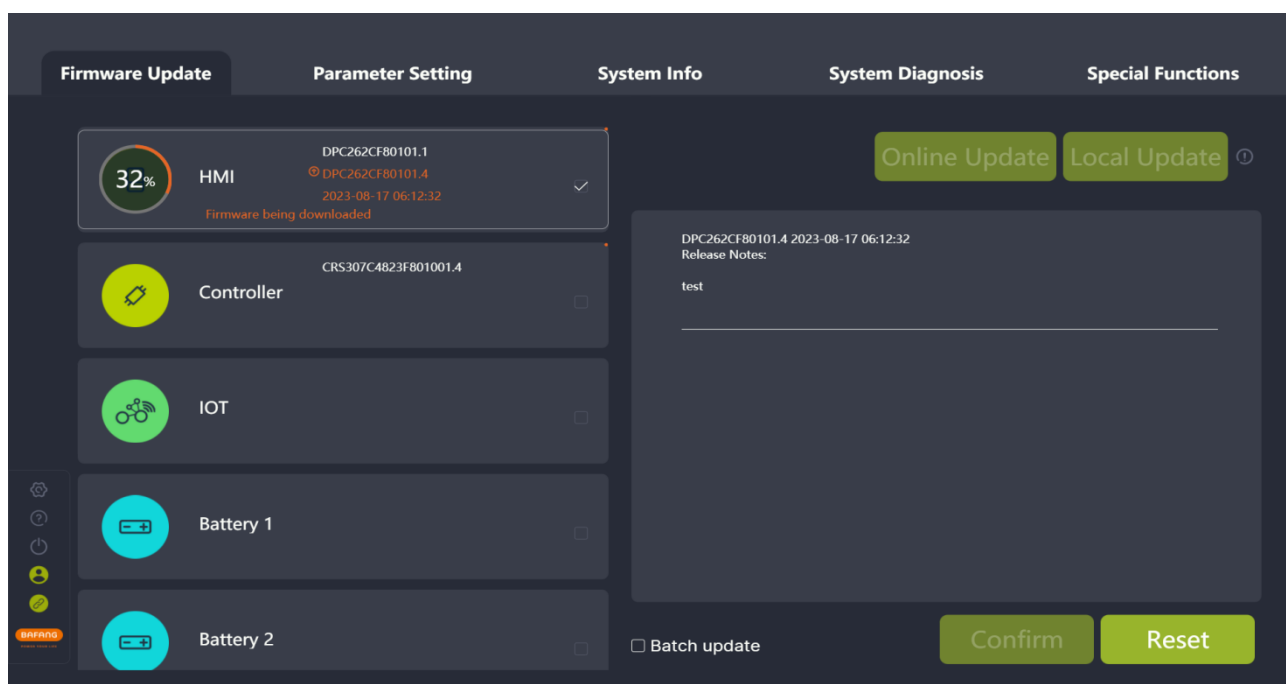 Firmware Update
Parameter Setting
System Info
System Diagnosis
Special Functions
32%
HMI
DPC262CF80101.1
DPC262CF80101.4
2023-08-17 06:12:32
Firmware being downloaded
Online Update
Local Update
Controller
CRS307C4823F801001.4
IOT
Battery 1
Battery 2
DPC262CF80101.4 2023-08-17 06:12:32
Release Notes:
test
Batch update
Confirm
Reset
BAFANG